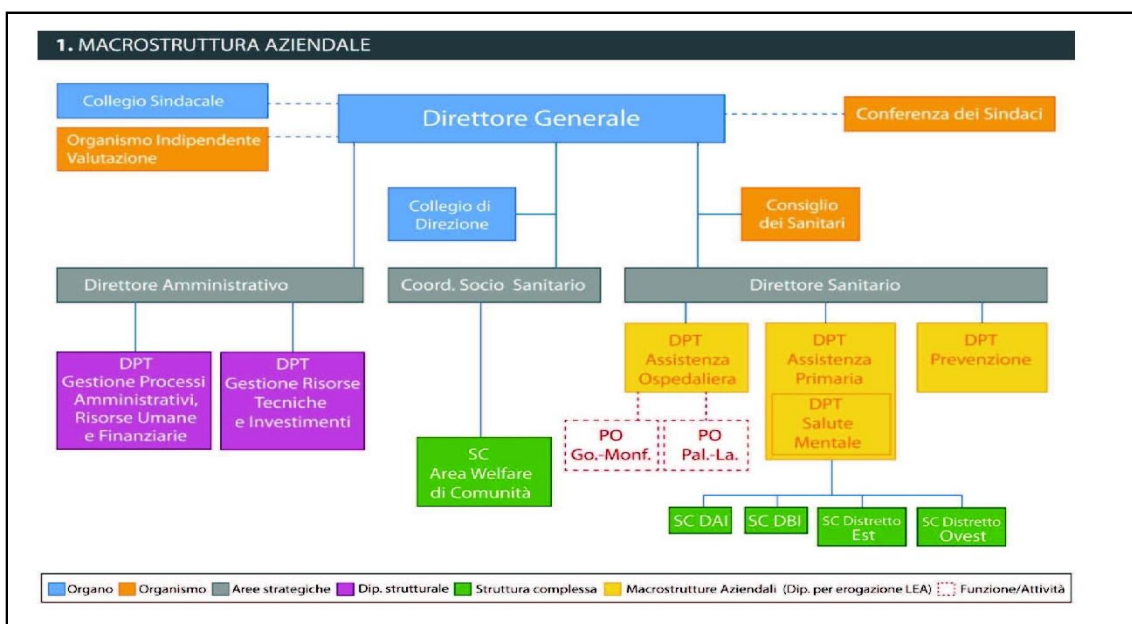 1. MACROSTRUTTURA AZIENDALE
Collegio Sindacale
Direttore Generale
Conferenza dei Sindaci
Organismo Indipendente
Valutazione
Collegio di
Direzione
Consiglio
dei Sanitari
Direttore Amministrativo
Coord. Socio Sanitario
Direttore Sanitario
DPT
Gestione Processi
Amministrativi,
Risorse Umane
e Finanziarie
DPT
Gestione Risorse
Tecniche
e Investimenti
DPT
Assistenza
Ospedaliera
DPT
Assistenza
Primaria
DPT
Salute
Mentale
DPT
Prevenzione
PO
Go.-Monf.
PO
Pal.-La.
SC
Area Welfare
di Comunità
SC DAI
SC DBI
SC Distretto
Est
SC Distretto
Ovest
Organo Organismo Aree strategiche Dip. strutturale Struttura complessa Macrostrutture Aziendali (Dip. per erogazione LEA) Funzione/Attività